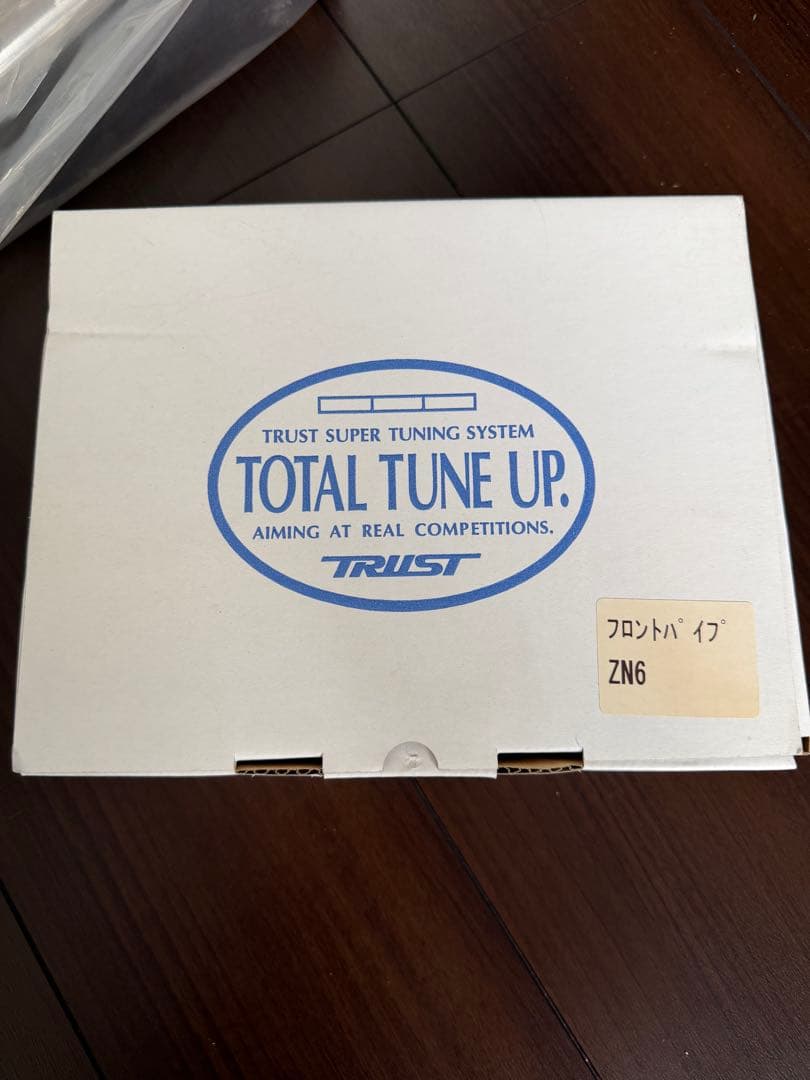 TRUST SUPER TUNING SYSTEM
TOTAL TUNE UP.
AIMING AT REAL COMPETITIONS.
TRUST
ﾌﾛﾝﾄﾊﾟｲﾌﾟ
ZN6